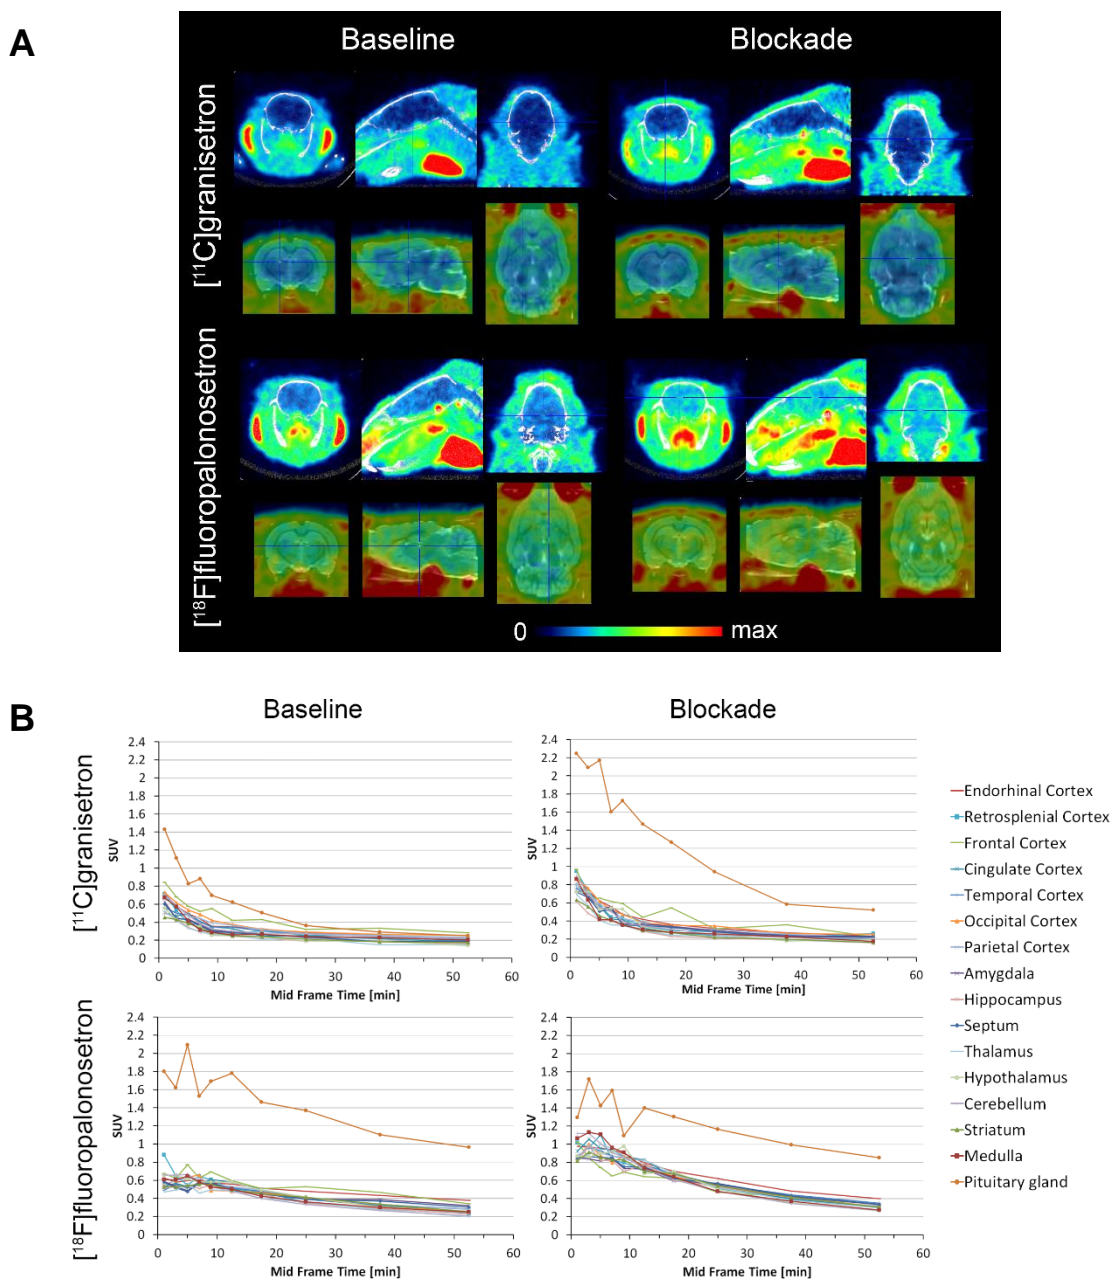 A
Baseline Blockade
[¹¹C]granisetron
[¹⁸F]fluoropalonosetron
0 max
B
Baseline Blockade
[¹¹C]granisetron
2.4
2.2
2
1.8
1.6
1.4
1.2
1
0.8
0.6
0.4
0.2
0
SUV
0 10 20 30 40 50 60
Mid Frame Time [min]
2.4
2.2
2
1.8
1.6
1.4
1.2
1
0.8
0.6
0.4
0.2
0
SUV
0 10 20 30 40 50 60
Mid Frame Time [min]
[¹⁸F]fluoropalonosetron
2.4
2.2
2
1.8
1.6
1.4
1.2
1
0.8
0.6
0.4
0.2
0
SUV
0 10 20 30 40 50 60
Mid Frame Time [min]
2.4
2.2
2
1.8
1.6
1.4
1.2
1
0.8
0.6
0.4
0.2
0
SUV
0 10 20 30 40 50 60
Mid Frame Time [min]
Endorhinal Cortex
Retrosplenial Cortex
Frontal Cortex
Cingulate Cortex
Temporal Cortex
Occipital Cortex
Parietal Cortex
Amygdala
Hippocampus
Septum
Thalamus
Hypothalamus
Cerebellum
Striatum
Medulla
Pituitary gland